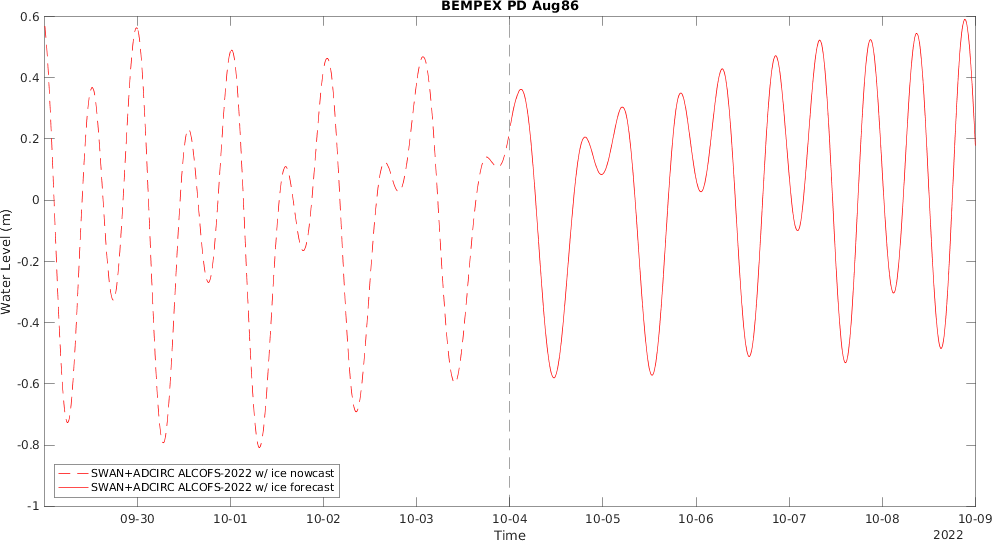 BEMPEX PD Aug86
0.6
0.4
0.2
0
-0.2
-0.4
-0.6
-0.8
-1
Water Level (m)
SWAN+ADCIRC ALCOFS-2022 w/ ice nowcast
SWAN+ADCIRC ALCOFS-2022 w/ ice forecast
09-30 10-01 10-02 10-03 10-04 10-05 10-06 10-07 10-08 10-09
Time
2022